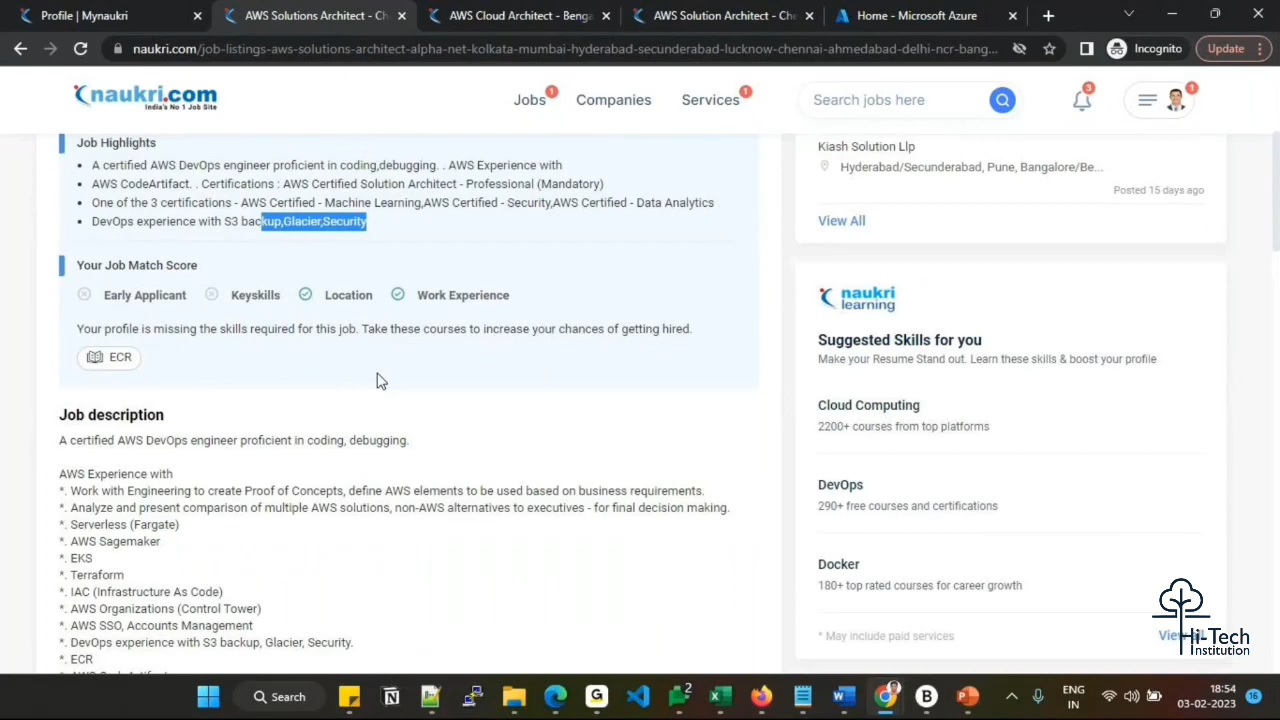 Profile | Mynaukri
AWS Solutions Architect - Ch
AWS Cloud Architect - Benga
AWS Solution Architect - Che
Home - Microsoft Azure
naukri.com/job-listings-aws-solutions-architect-alpha-net-kolkata-mumbai-hyderabad-secunderabad-lucknow-chennai-ahmedabad-delhi-ncr-bang...
Incognito
Update
naukri.com
India's No 1 Job Site
Jobs 1
Companies
Services 1
Search jobs here
3
1
Job Highlights
• A certified AWS DevOps engineer proficient in coding,debugging. . AWS Experience with
• AWS CodeArtifact. . Certifications : AWS Certified Solution Architect - Professional (Mandatory)
• One of the 3 certifications - AWS Certified - Machine Learning,AWS Certified - Security,AWS Certified - Data Analytics
• DevOps experience with S3 backup,Glacier,Security
Your Job Match Score
Early Applicant
Keyskills
Location
Work Experience
Your profile is missing the skills required for this job. Take these courses to increase your chances of getting hired.
ECR
Job description
A certified AWS DevOps engineer proficient in coding, debugging.
AWS Experience with
*. Work with Engineering to create Proof of Concepts, define AWS elements to be used based on business requirements.
*. Analyze and present comparison of multiple AWS solutions, non-AWS alternatives to executives - for final decision making.
*. Serverless (Fargate)
*. AWS Sagemaker
*. EKS
*. Terraform
*. IAC (Infrastructure As Code)
*. AWS Organizations (Control Tower)
*. AWS SSO, Accounts Management
*. DevOps experience with S3 backup, Glacier, Security.
*. ECR
Kiash Solution Llp
Hyderabad/Secunderabad, Pune, Bangalore/Be...
Posted 15 days ago
View All
naukri
learning
Suggested Skills for you
Make your Resume Stand out. Learn these skills & boost your profile
Cloud Computing
2200+ courses from top platforms
DevOps
290+ free courses and certifications
Docker
180+ top rated courses for career growth
* May include paid services
Hi-Tech
Institution
Search
2
ENG
IN
18:54
03-02-2023
16